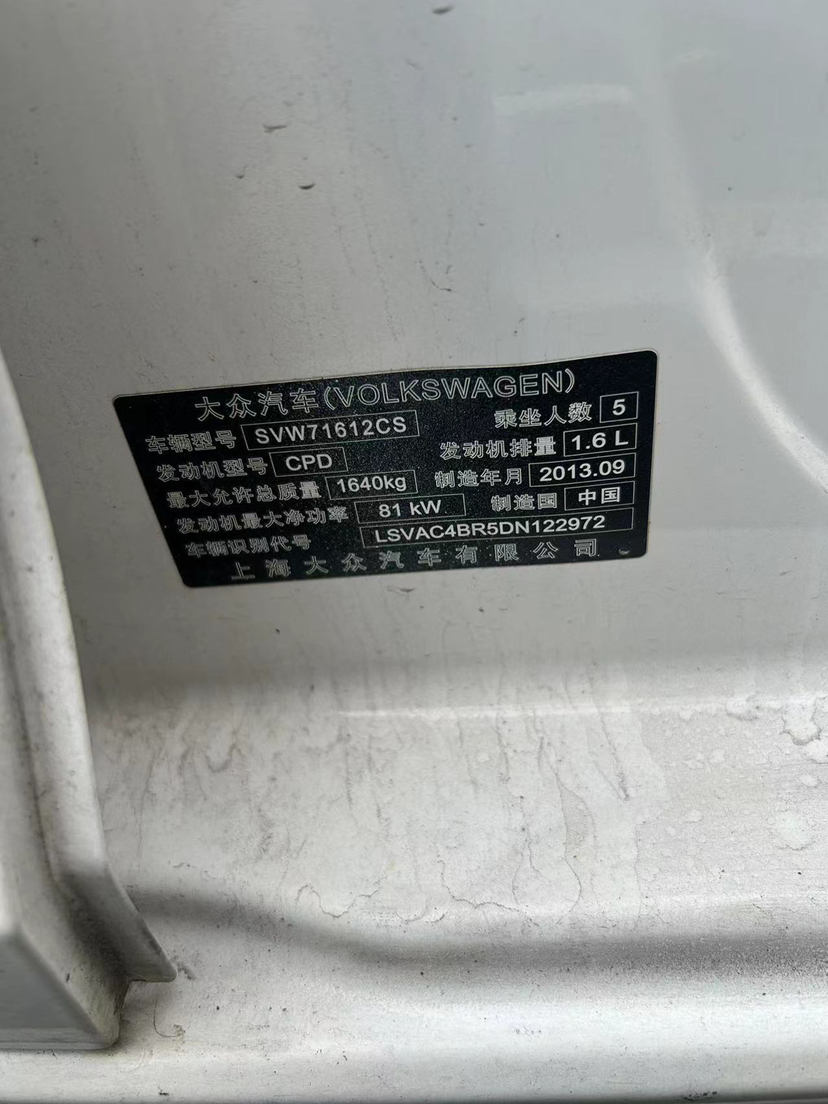 大众汽车(VOLKSWAGEN)
车辆型号 SVW71612CS 乘坐人数 5
发动机型号 CPD 发动机排量 1.6 L
最大允许总质量 1640kg 制造年月 2013.09
发动机最大净功率 81 kW 制造国 中国
车辆识别代号 LSVAC4BR5DN122972
上海大众汽车有限公司